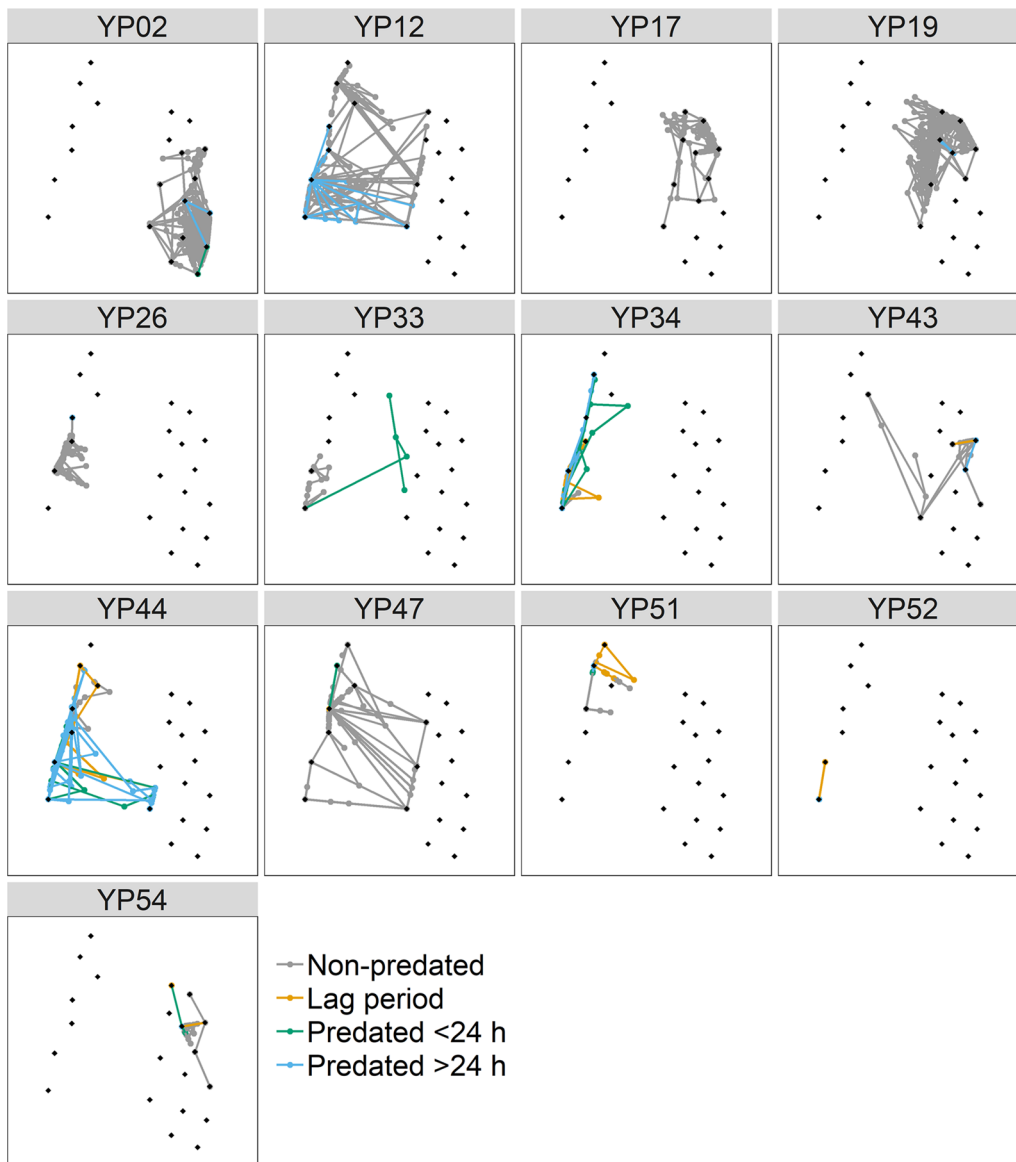 YP02 YP12 YP17 YP19
YP26 YP33 YP34 YP43
YP44 YP47 YP51 YP52
YP54
Non-predated
Lag period
Predated <24 h
Predated >24 h